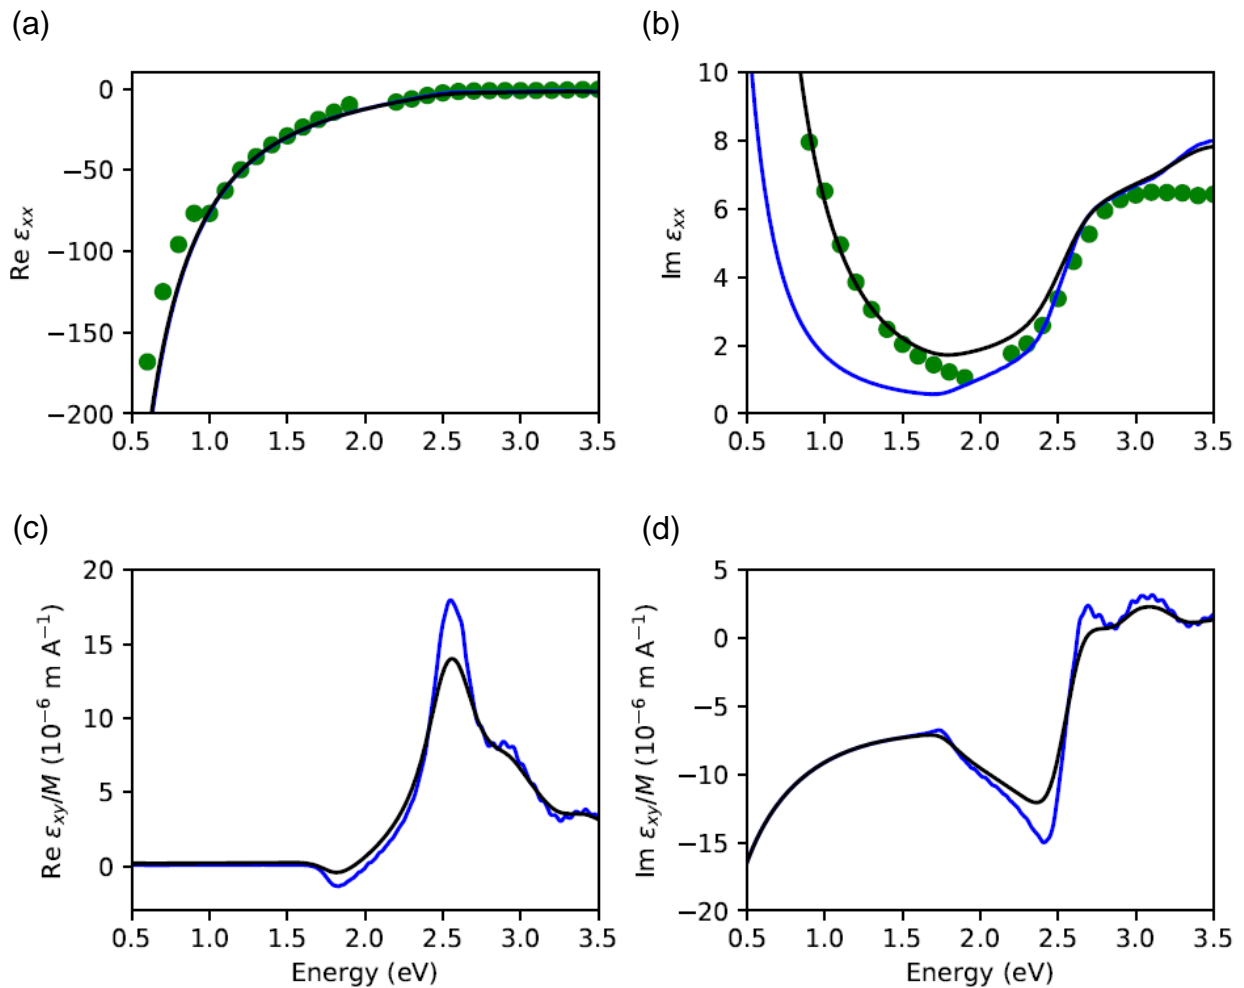 (a)
(b)
0
−50
−100
−150
−200
Re εxx
0.5 1.0 1.5 2.0 2.5 3.0 3.5
10
8
6
4
2
0
Im εxx
0.5 1.0 1.5 2.0 2.5 3.0 3.5
(c)
(d)
20
15
10
5
0
Re εxy/M (10⁻⁶ m A⁻¹)
0.5 1.0 1.5 2.0 2.5 3.0 3.5
Energy (eV)
5
0
−5
−10
−15
−20
Im εxy/M (10⁻⁶ m A⁻¹)
0.5 1.0 1.5 2.0 2.5 3.0 3.5
Energy (eV)